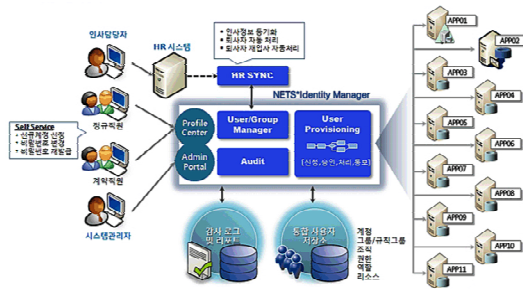 인사담당자
HR 시스템
• 인사정보 동기화
• 퇴사자 자동 처리
• 퇴사자 재입사 자동처리
HR SYNC
NETS*Identity Manager
정규직원
Self Service
• 신규계정 신청
• 비밀번호 변경
• 비밀번호 재발급
계약직원
시스템관리자
Profile
Center
Admin
Portal
User/Group
Manager
Audit
User
Provisioning
[신청,승인,처리,통보]
감사 로그
및 리포트
통합 사용자
저장소
계정
그룹/규칙그룹
조직
권한
역할
리소스
APP01
APP02
APP03
APP04
APP05
APP06
APP07
APP08
APP09
APP10
APP11